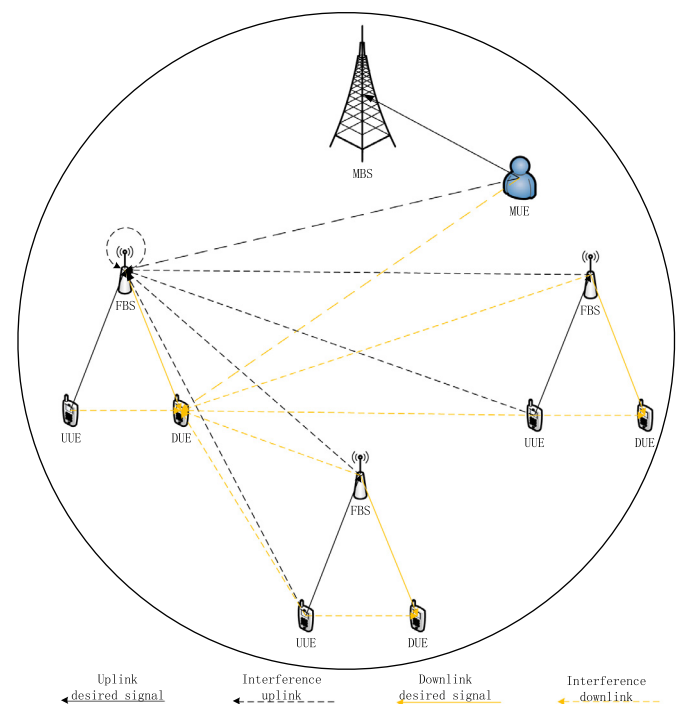 MBS
MUE
FBS
FBS
UUE
DUE
UUE
DUE
FBS
UUE
DUE
Uplink
desired signal
Interference
uplink
Downlink
desired signal
Interference
downlink